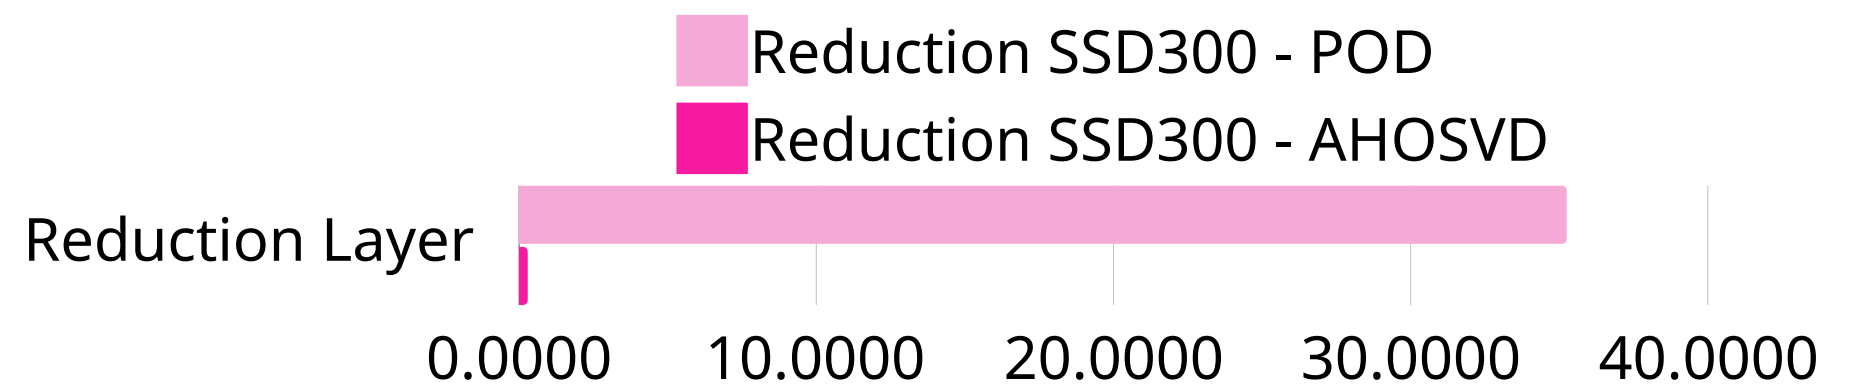 Reduction SSD300 - POD
Reduction SSD300 - AHOSVD
Reduction Layer
0.0000 10.0000 20.0000 30.0000 40.0000